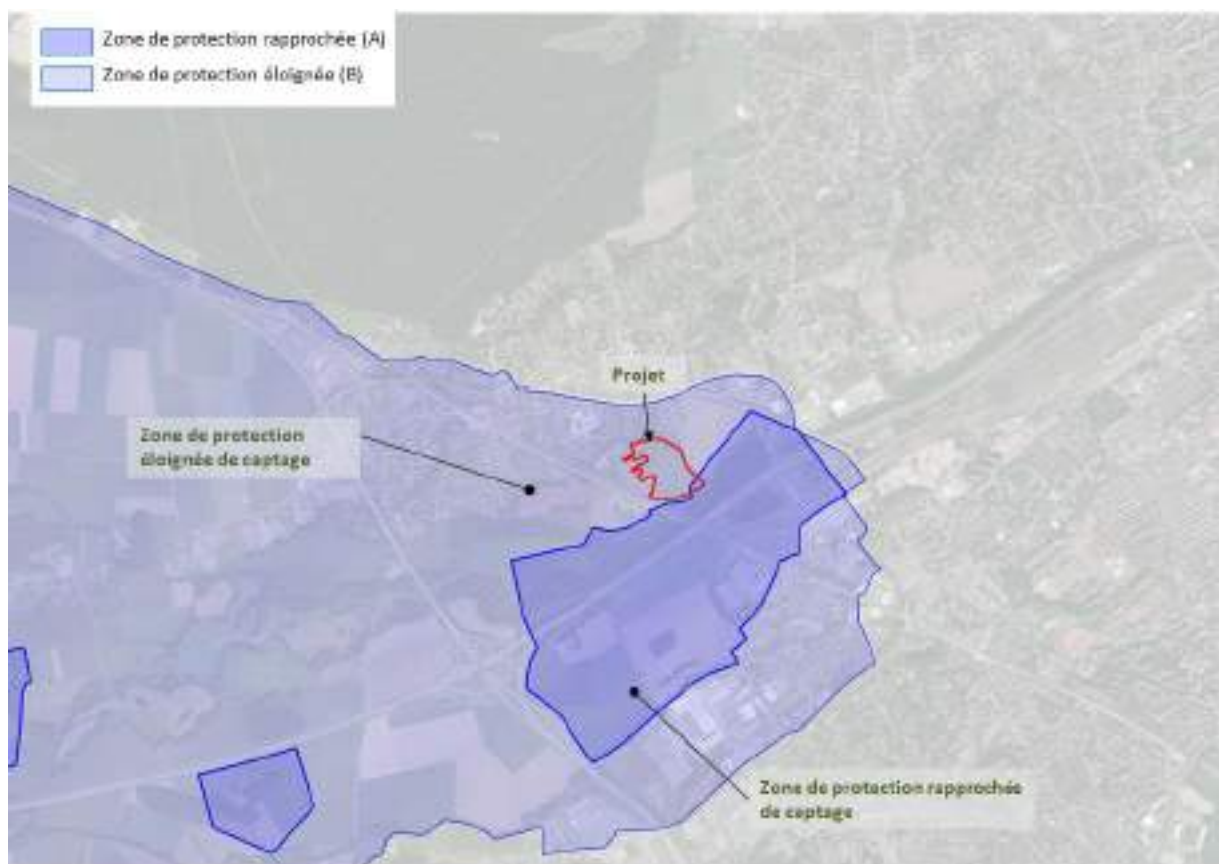 Zone de protection rapprochée (A)
Zone de protection éloignée (B)
Projet
Zone de protection
éloignée de captage
Zone de protection rapprochée
de captage